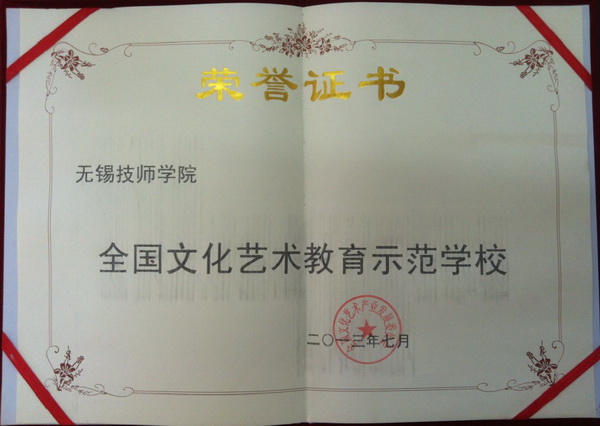 荣誉证书
无锡技师学院
全国文化艺术教育示范学校
二〇一三年七月